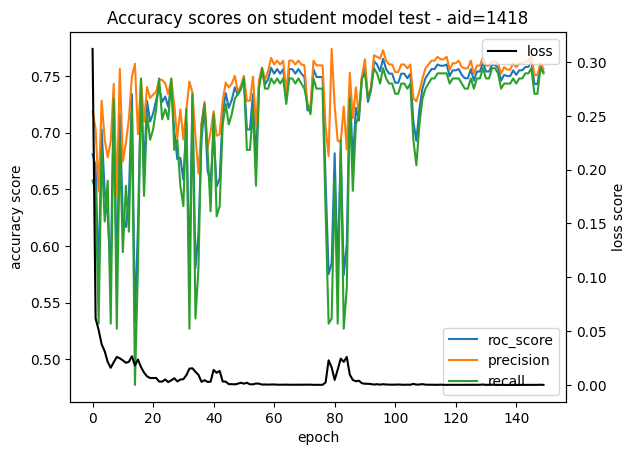 Accuracy scores on student model test - aid=1418
accuracy score
0.75
0.70
0.65
0.60
0.55
0.50
0 20 40 60 80 100 120 140
epoch
0.30
0.25
0.20
0.15
0.10
0.05
0.00
loss score
loss
roc_score
precision
recall